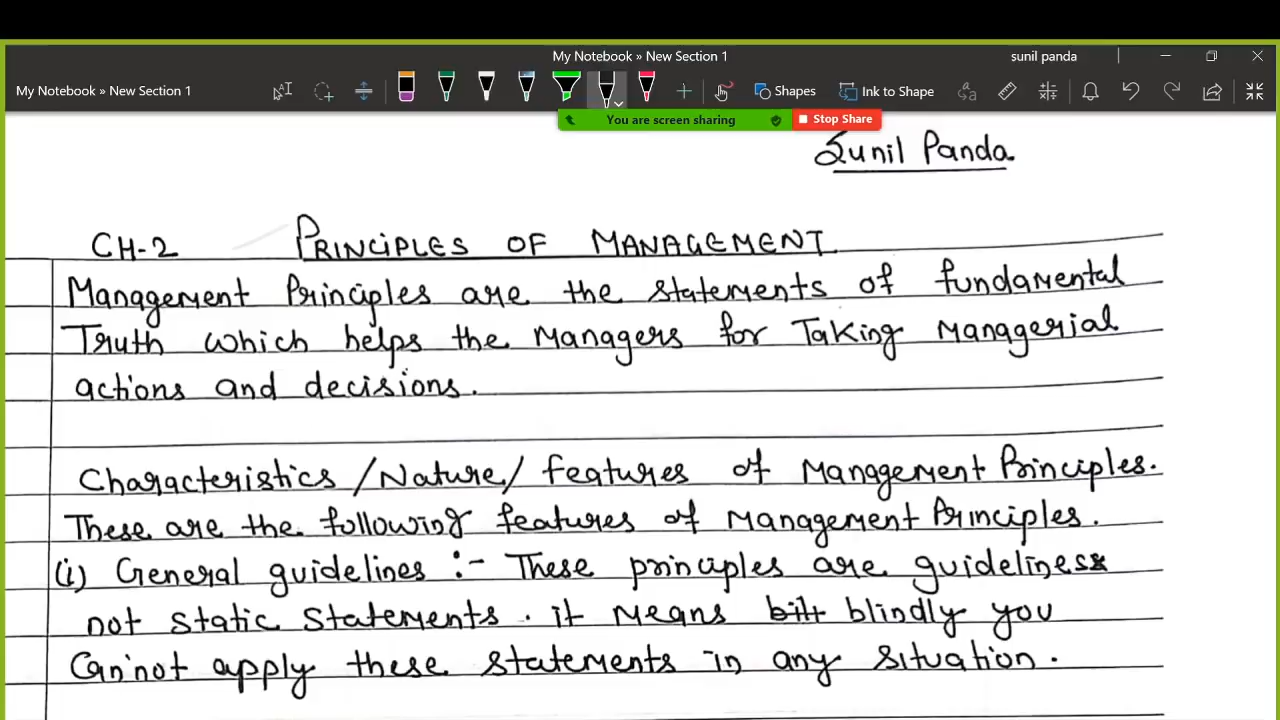 My Notebook » New Section 1
sunil panda
My Notebook » New Section 1
Shapes
Ink to Shape
You are screen sharing
Stop Share
Sunil Panda
CH-2 PRINCIPLES OF MANAGEMENT
Management Principles are the statements of fundamental
Truth which helps the Managers for Taking Managerial
actions and decisions.
Characteristics /Nature/ features of Management Principles.
These are the following features of Management Principles.
(i) General guidelines :- These principles are guidelines
not static statements. it means blindly you
Cannot apply these statements in any situation.